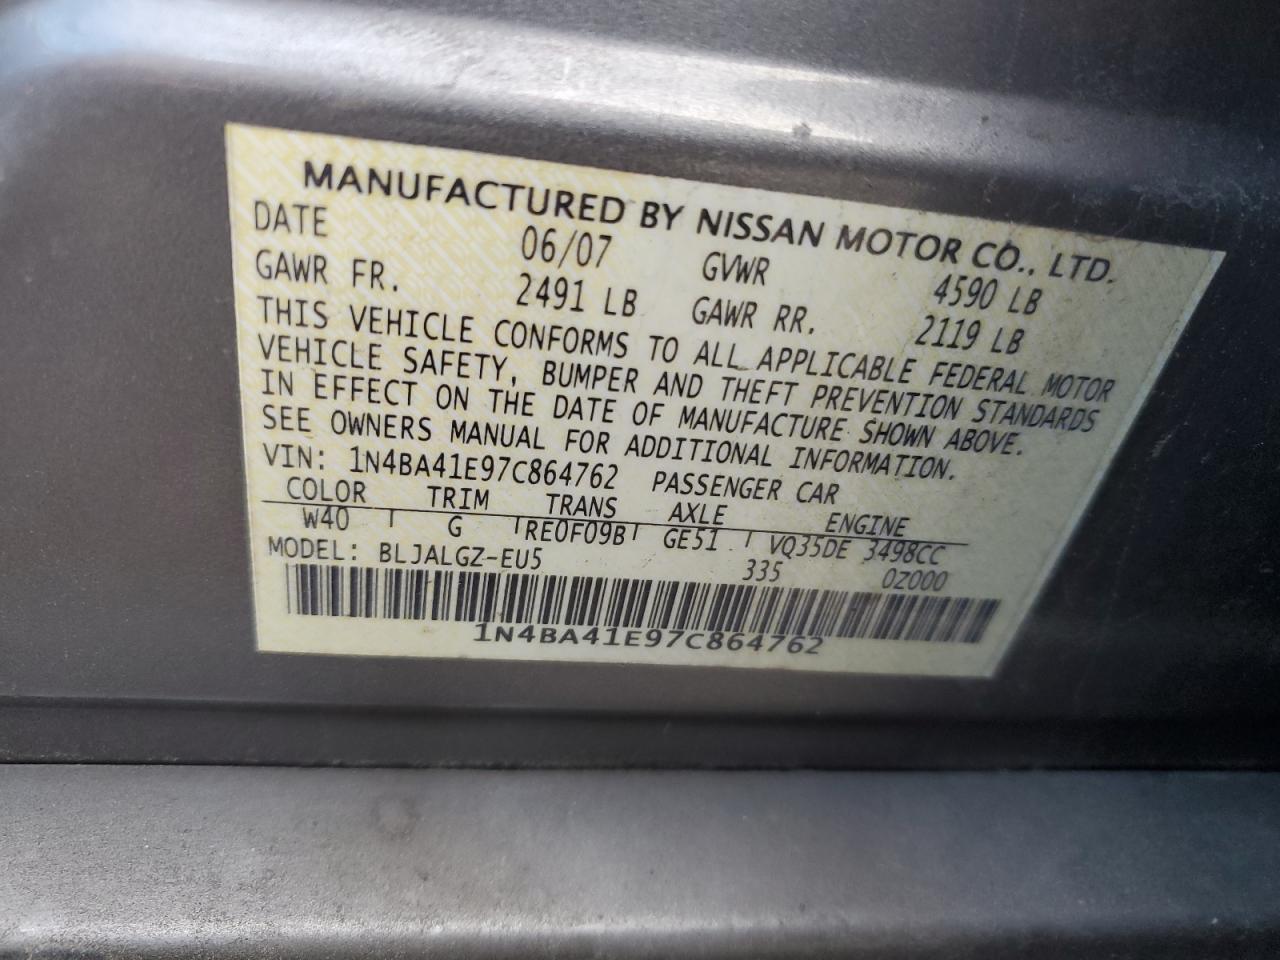 MANUFACTURED BY NISSAN MOTOR CO., LTD.
DATE 06/07 GVWR 4590 LB
GAWR FR. 2491 LB GAWR RR. 2119 LB
THIS VEHICLE CONFORMS TO ALL APPLICABLE FEDERAL MOTOR
VEHICLE SAFETY, BUMPER AND THEFT PREVENTION STANDARDS
IN EFFECT ON THE DATE OF MANUFACTURE SHOWN ABOVE.
SEE OWNERS MANUAL FOR ADDITIONAL INFORMATION.
VIN: 1N4BA41E97C864762 PASSENGER CAR
COLOR TRIM TRANS AXLE ENGINE
W40 G RE0F09B GE51 VQ35DE 3498CC
MODEL: BLJALGZ-EU5 335 0Z000
1N4BA41E97C864762